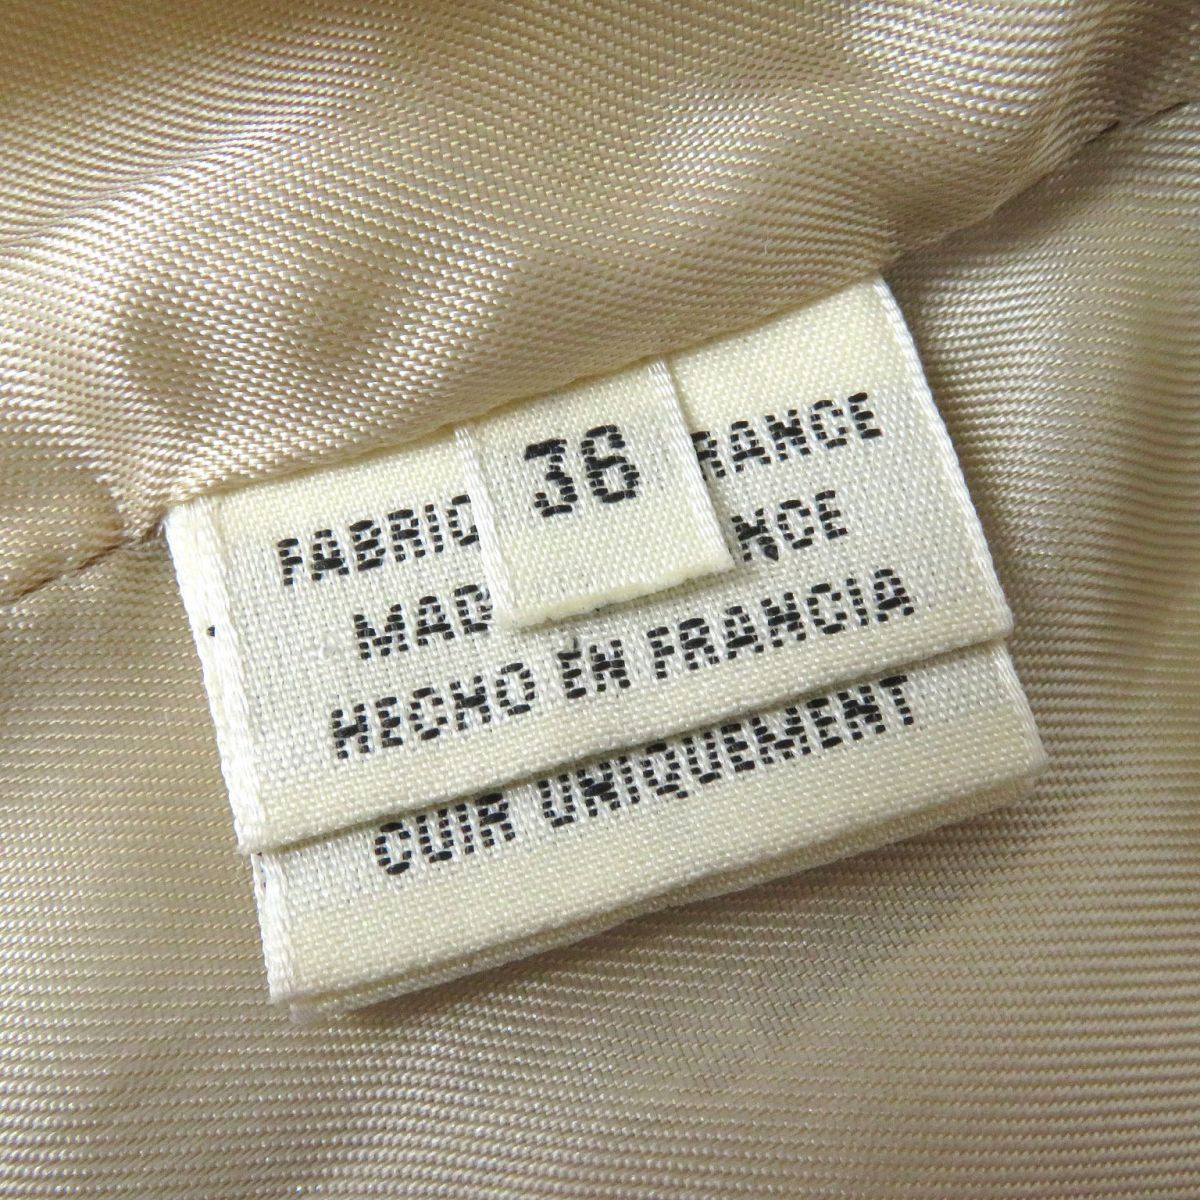 36
FABRIC RANCE
MAD NCE
HECHO EN FRANCIA
CUIR UNIQUEMENT